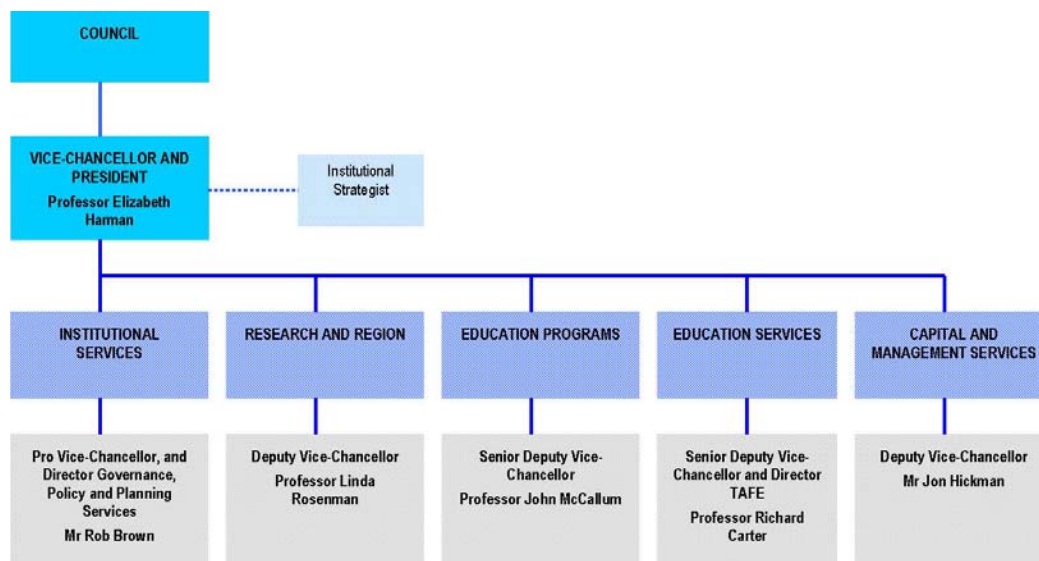 COUNCIL
VICE-CHANCELLOR AND
PRESIDENT
Professor Elizabeth
Harman
Institutional
Strategist
INSTITUTIONAL
SERVICES
RESEARCH AND REGION
EDUCATION PROGRAMS
EDUCATION SERVICES
CAPITAL AND
MANAGEMENT SERVICES
Pro Vice-Chancellor, and
Director Governance,
Policy and Planning
Services
Mr Rob Brown
Deputy Vice-Chancellor
Professor Linda
Rosenman
Senior Deputy Vice-
Chancellor
Professor John McCallum
Senior Deputy Vice-
Chancellor and Director
TAFE
Professor Richard
Carter
Deputy Vice-Chancellor
Mr Jon Hickman